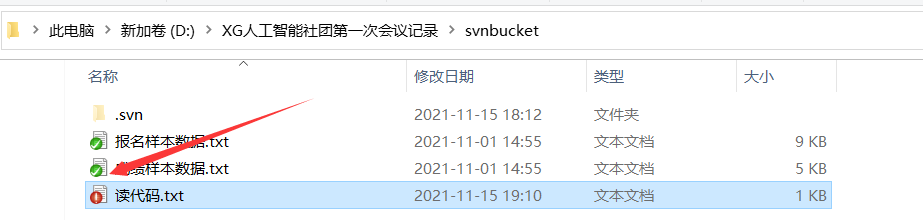 此电脑 新加卷 (D:) XG人工智能社团第一次会议记录 svnbucket
名称 修改日期 类型 大小
.svn 2021-11-15 18:12 文件夹
报名样本数据.txt 2021-11-01 14:55 文本文档 9 KB
绩样本数据.txt 2021-11-01 14:55 文本文档 5 KB
读代码.txt 2021-11-15 19:10 文本文档 1 KB